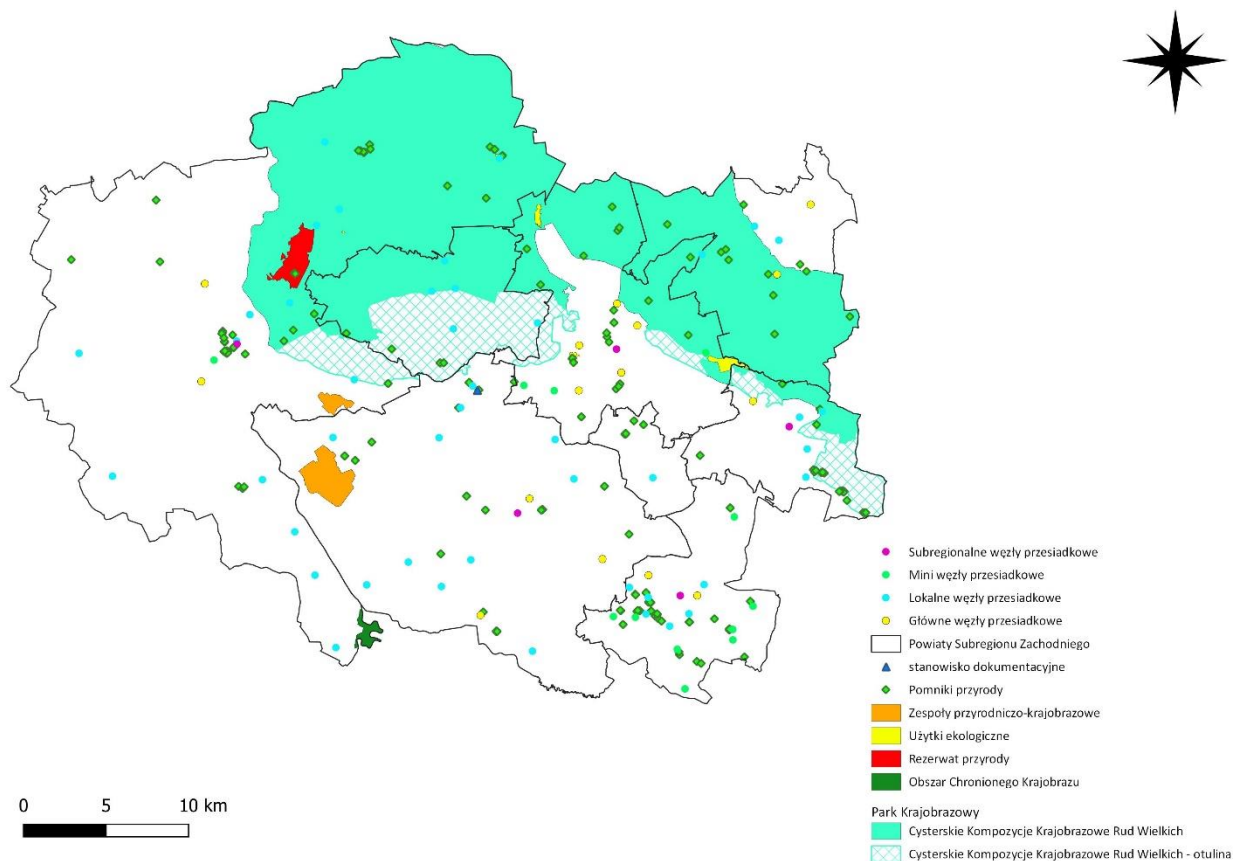 Subregionalne węzły przesiadkowe
Mini węzły przesiadkowe
Lokalne węzły przesiadkowe
Główne węzły przesiadkowe
Powiaty Subregionu Zachodniego
stanowisko dokumentacyjne
Pomniki przyrody
Zespoły przyrodniczo-krajobrazowe
Użytki ekologiczne
Rezerwat przyrody
Obszar Chronionego Krajobrazu
Park Krajobrazowy
Cysterskie Kompozycje Krajobrazowe Rud Wielkich
Cysterskie Kompozycje Krajobrazowe Rud Wielkich - otulina
0 5 10 km